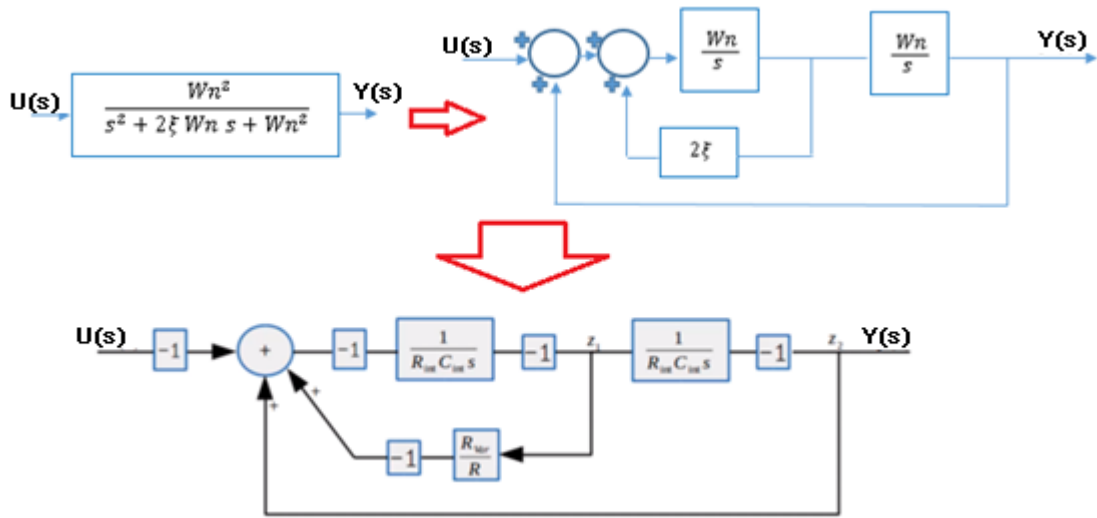 U(s)
Wn²
s² + 2ξ Wn s + Wn²
Y(s)
U(s)
+
+
+
+
Wn
s
Wn
s
Y(s)
2ξ
U(s)
-1
+
-1
1
R_int C_int s
-1
z₁
1
R_int C_int s
-1
z₂
Y(s)
+
+
-1
R_Var
R